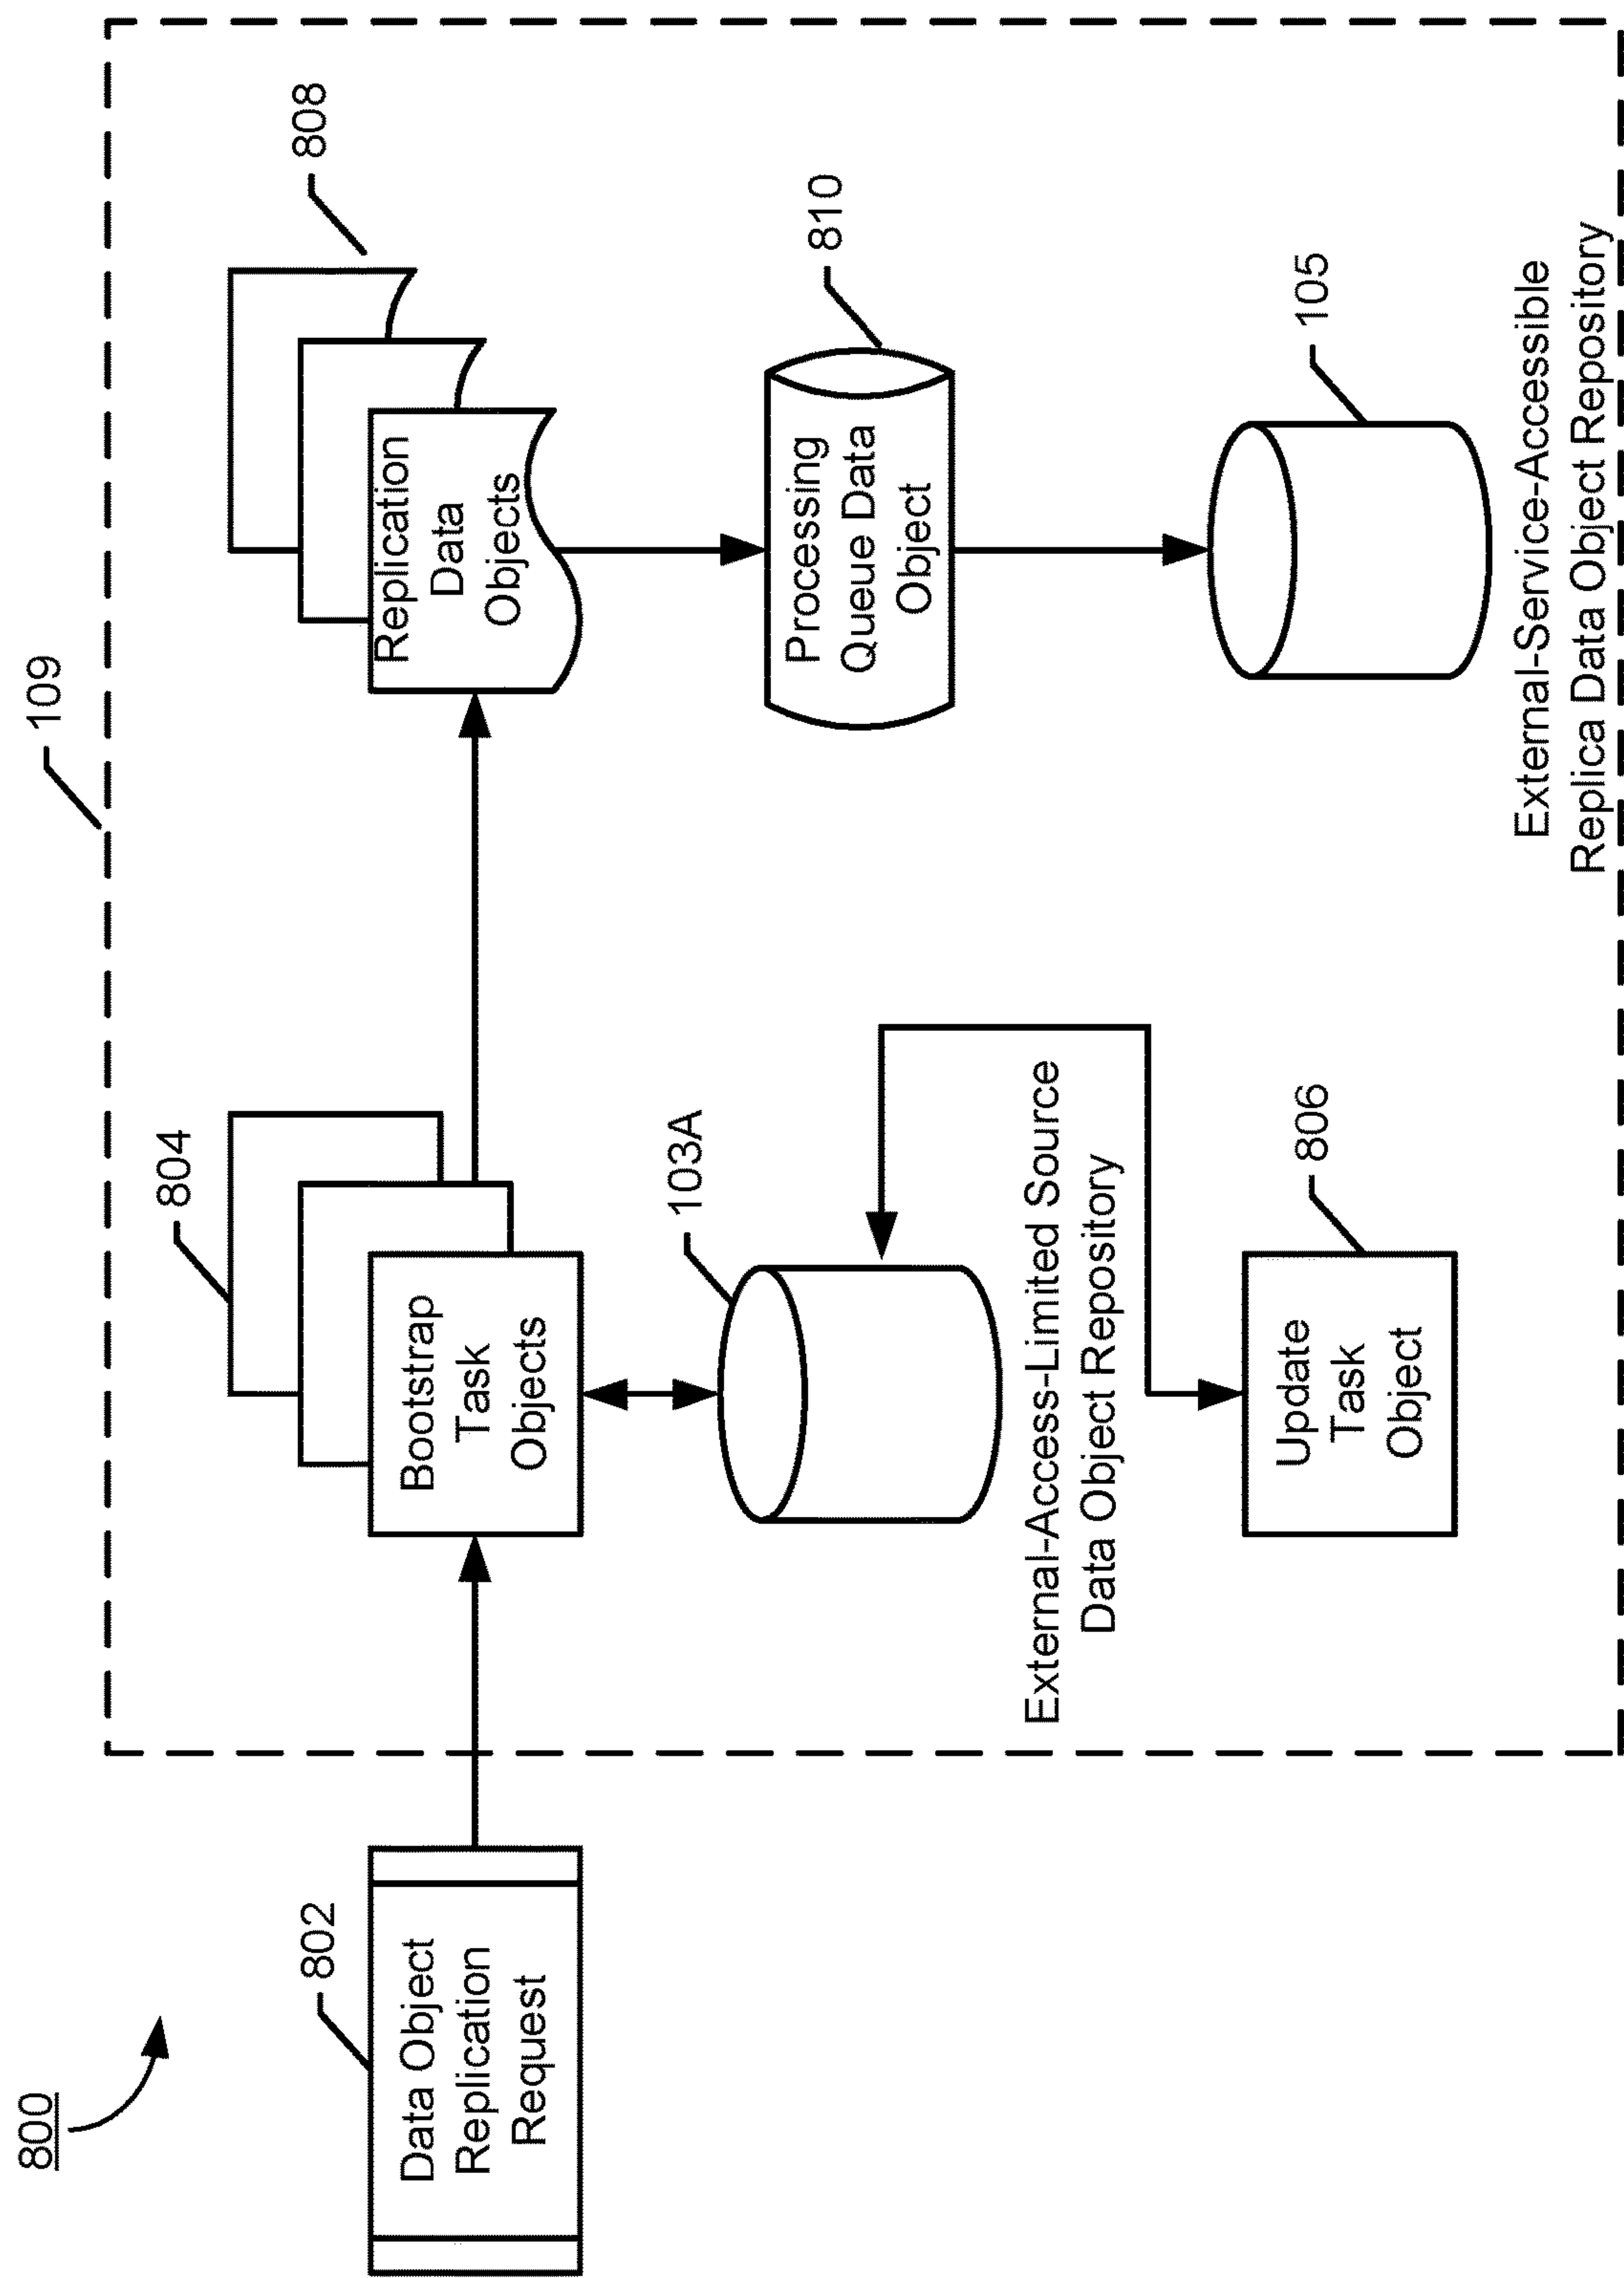 800
109
802
Data Object
Replication
Request
804
Bootstrap
Task
Objects
808
Replication
Data
Objects
103A
External-Access-Limited Source
Data Object Repository
810
Processing
Queue Data
Object
806
Update
Task
Object
105
External-Service-Accessible
Replica Data Object Repository